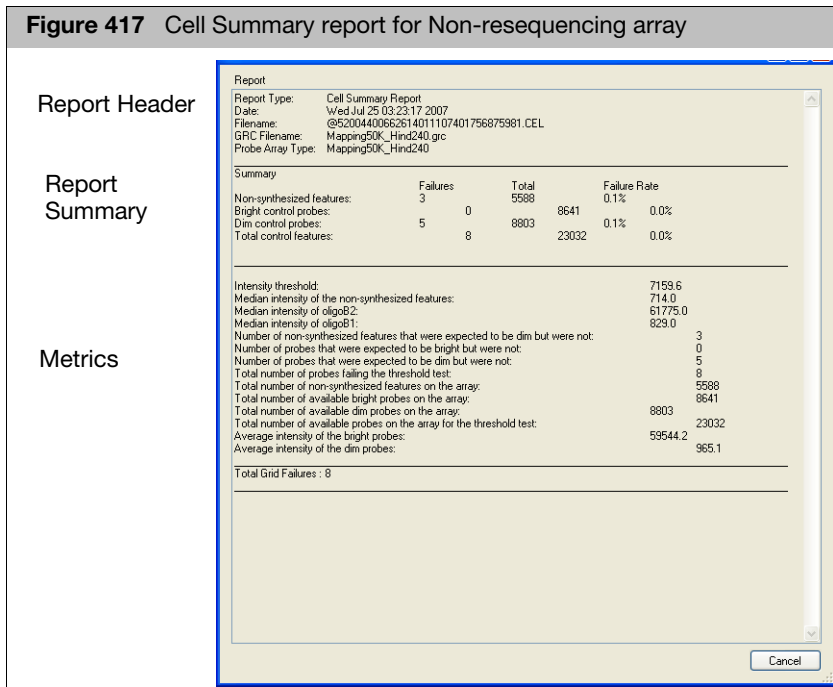 Figure 417 Cell Summary report for Non-resequencing array
Report Header
Report
Summary
Metrics
Report
Report Type: Cell Summary Report
Date: Wed Jul 25 03:23:17 2007
Filename: @52004400662614011107401756875981.CEL
GRC Filename: Mapping50K_Hind240.grc
Probe Array Type: Mapping50K_Hind240
Summary
Failures Total Failure Rate
Non-synthesized features: 3 5588 0.1%
Bright control probes: 0 8641 0.0%
Dim control probes: 5 8803 0.1%
Total control features: 8 23032 0.0%
Intensity threshold: 7159.6
Median intensity of the non-synthesized features: 714.0
Median intensity of oligoB2: 61775.0
Median intensity of oligoB1: 829.0
Number of non-synthesized features that were expected to be dim but were not: 3
Number of probes that were expected to be bright but were not: 0
Number of probes that were expected to be dim but were not: 5
Total number of probes failing the threshold test: 8
Total number of non-synthesized features on the array: 5588
Total number of available bright probes on the array: 8641
Total number of available dim probes on the array: 8803
Total number of available probes on the array for the threshold test: 23032
Average intensity of the bright probes: 59544.2
Average intensity of the dim probes: 965.1
Total Grid Failures : 8
Cancel